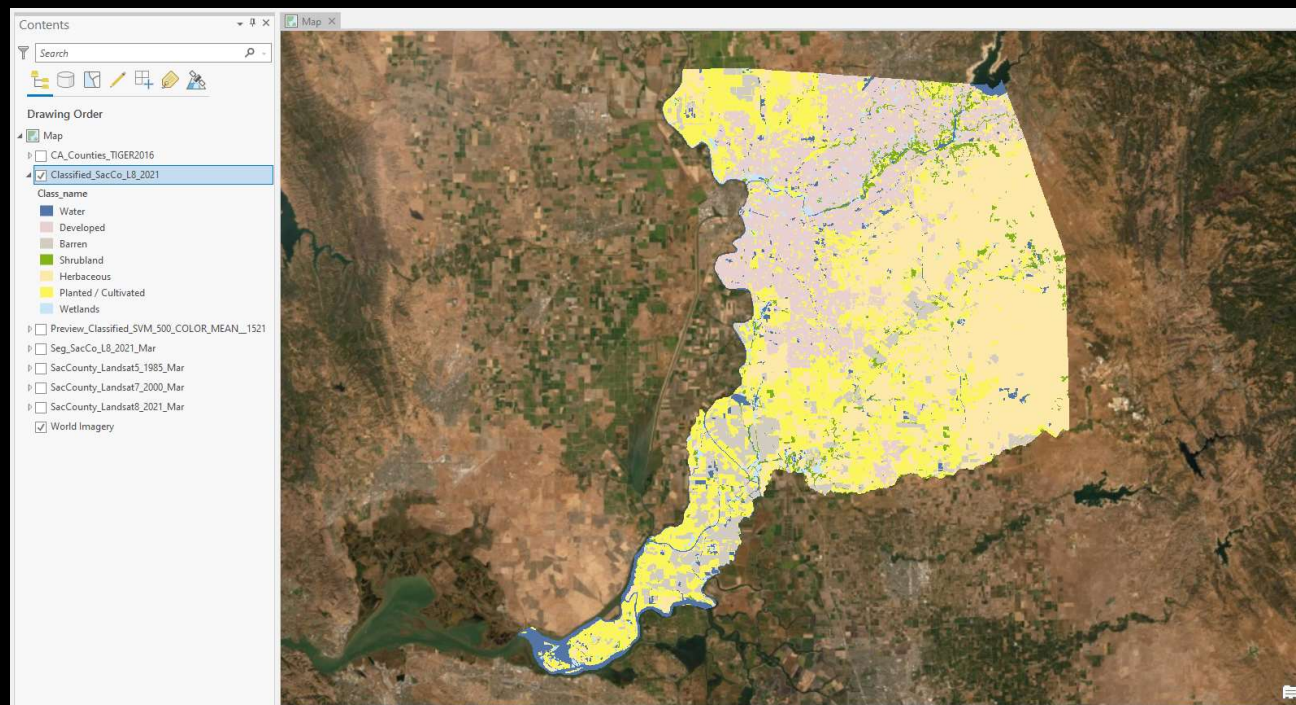 Contents
Map
Search
Drawing Order
Map
CA_Counties_TIGER2016
Classified_SacCo_L8_2021
Class_name
Water
Developed
Barren
Shrubland
Herbaceous
Planted / Cultivated
Wetlands
Preview_Classified_SVM_500_COLOR_MEAN__1521
Seg_SacCo_L8_2021_Mar
SacCounty_Landsat5_1985_Mar
SacCounty_Landsat7_2000_Mar
SacCounty_Landsat8_2021_Mar
World Imagery